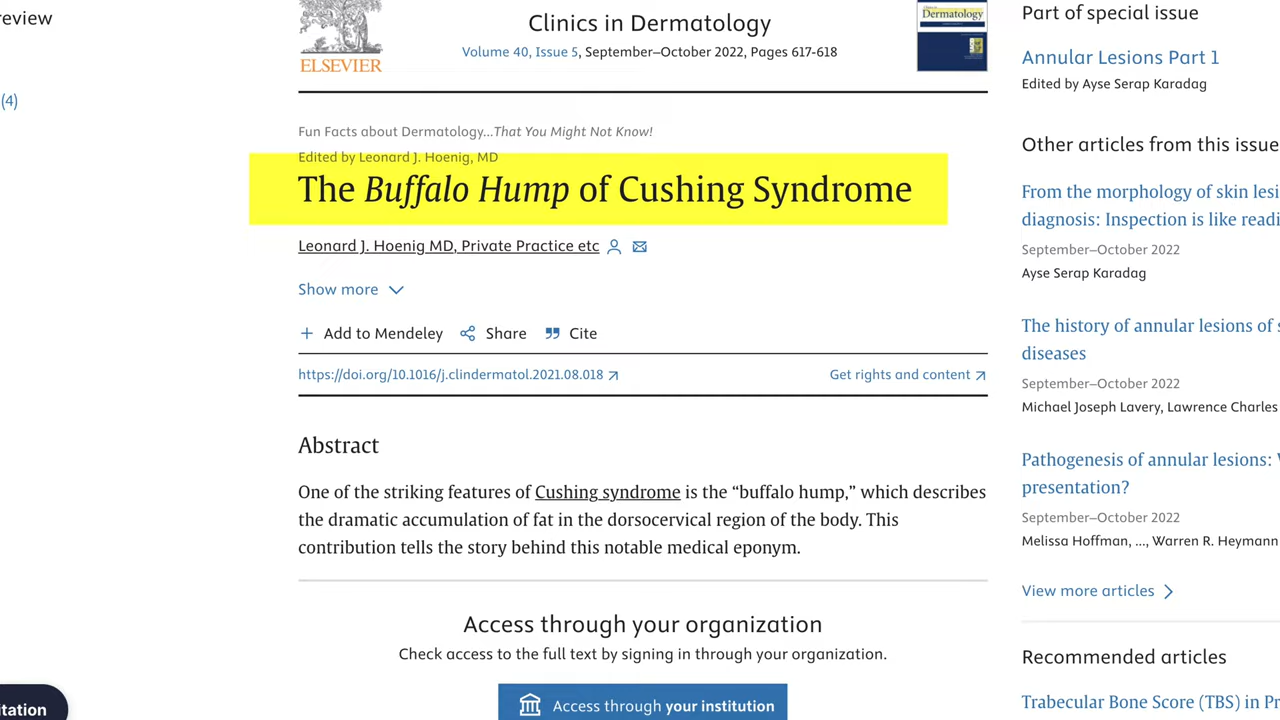 review
(4)
itation
ELSEVIER
Clinics in Dermatology
Volume 40, Issue 5, September–October 2022, Pages 617-618
Dermatology
Fun Facts about Dermatology...That You Might Not Know!
Edited by Leonard J. Hoenig, MD
The Buffalo Hump of Cushing Syndrome
Leonard J. Hoenig MD, Private Practice etc
Show more
Add to Mendeley Share Cite
https://doi.org/10.1016/j.clindermatol.2021.08.018 Get rights and content
Abstract
One of the striking features of Cushing syndrome is the “buffalo hump,” which describes
the dramatic accumulation of fat in the dorsocervical region of the body. This
contribution tells the story behind this notable medical eponym.
Access through your organization
Check access to the full text by signing in through your organization.
Access through your institution
Part of special issue
Annular Lesions Part 1
Edited by Ayse Serap Karadag
Other articles from this issue
From the morphology of skin lesi
diagnosis: Inspection is like readi
September–October 2022
Ayse Serap Karadag
The history of annular lesions of s
diseases
September–October 2022
Michael Joseph Lavery, Lawrence Charles
Pathogenesis of annular lesions: W
presentation?
September–October 2022
Melissa Hoffman, ..., Warren R. Heymann
View more articles
Recommended articles
Trabecular Bone Score (TBS) in Pr